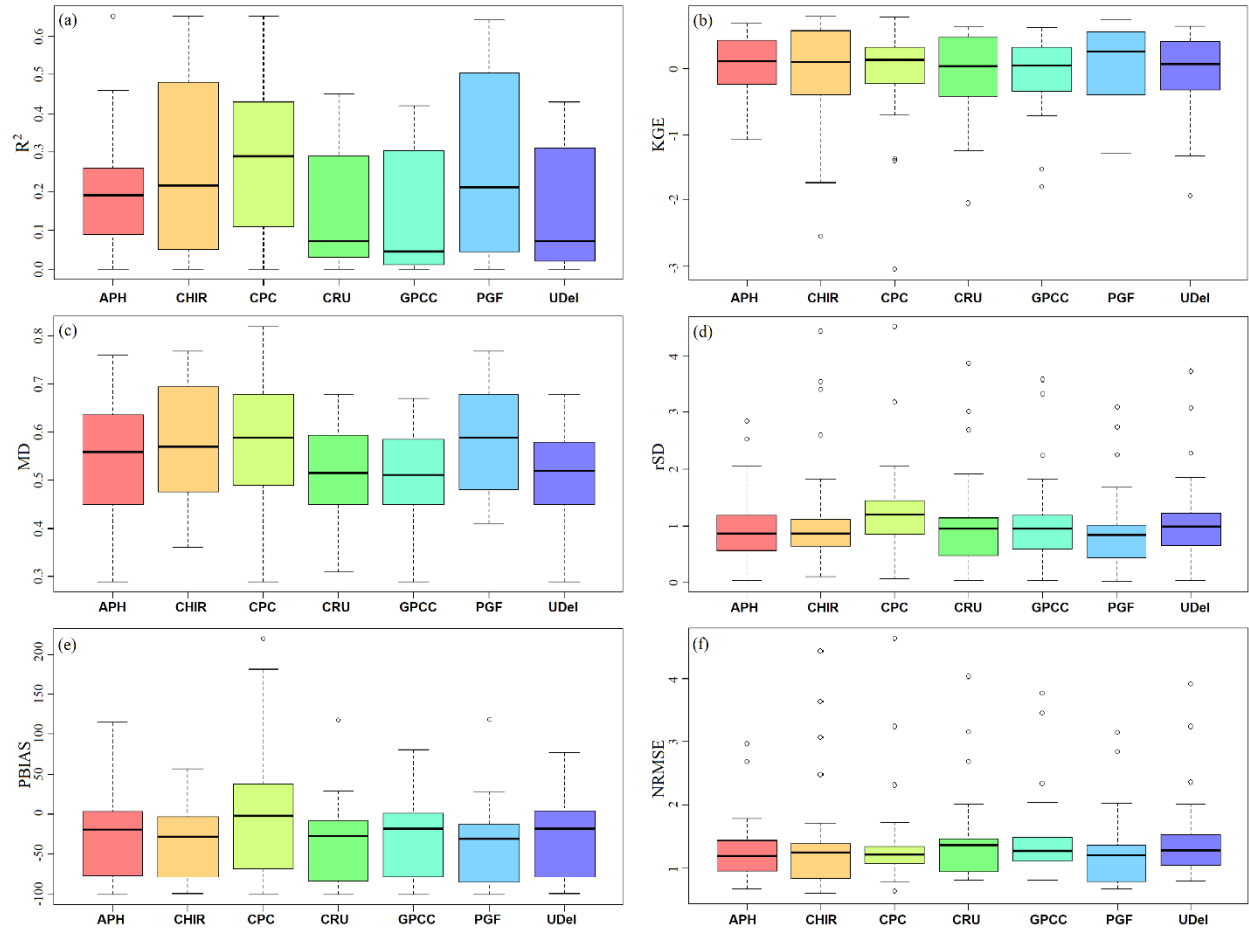 (a)
R2
0.0 0.1 0.2 0.3 0.4 0.5 0.6
APH CHIR CPC CRU GPCC PGF UDel
(b)
KGE
-3 -2 -1 0
APH CHIR CPC CRU GPCC PGF UDel
(c)
MD
0.3 0.4 0.5 0.6 0.7 0.8
APH CHIR CPC CRU GPCC PGF UDel
(d)
rSD
0 1 2 3 4
APH CHIR CPC CRU GPCC PGF UDel
(e)
PBIAS
-100 -50 0 50 100 150 200
APH CHIR CPC CRU GPCC PGF UDel
(f)
NRMSE
1 2 3 4
APH CHIR CPC CRU GPCC PGF UDel